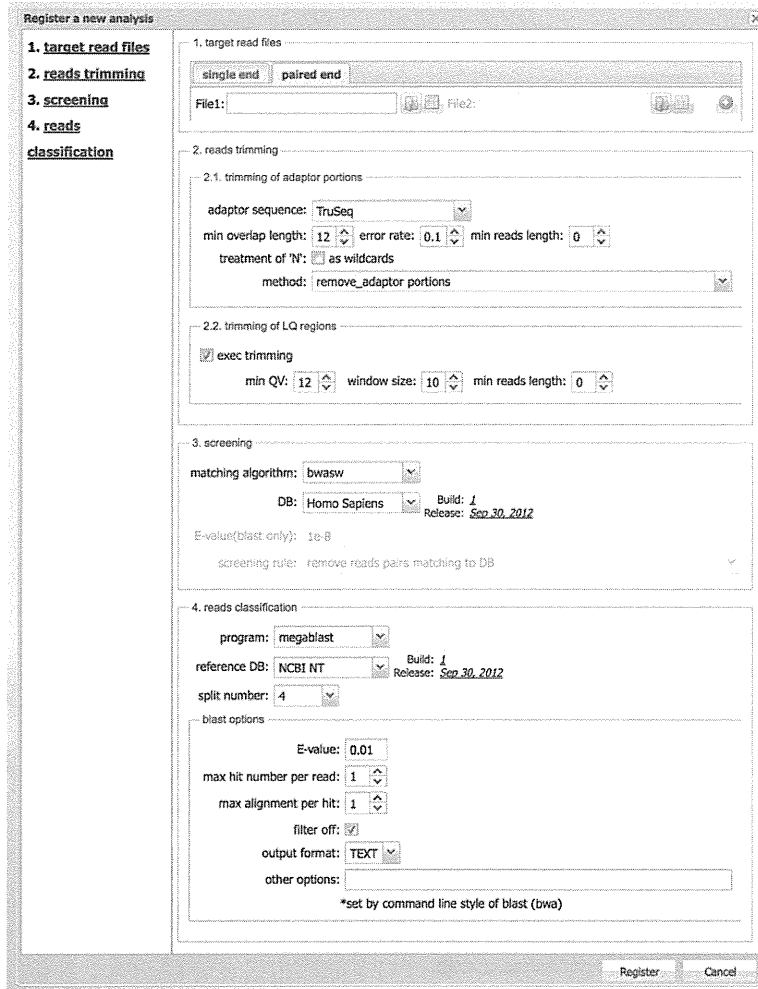 Register a new analysis
1. target read files
2. reads trimming
3. screening
4. reads
classification
1. target read files
single end paired end
File1: File2:
2. reads trimming
2.1. trimming of adaptor portions
adaptor sequence: TruSeq
min overlap length: 12 error rate: 0.1 min reads length: 0
treatment of 'N': as wildcards
method: remove_adaptor portions
2.2. trimming of LQ regions
exec trimming
min QV: 12 window size: 10 min reads length: 0
3. screening
matching algorithm: bwasw
DB: Homo Sapiens Build: 1
Release: Sep 30, 2012
E-value(blast only): 1e-8
screening rule: remove reads pairs matching to DB
4. reads classification
program: megablast
reference DB: NCBI NT Build: 1
Release: Sep 30, 2012
split number: 4
blast options
E-value: 0.01
max hit number per read: 1
max alignment per hit: 1
filter off:
output format: TEXT
other options:
*set by command line style of blast (bwa)
Register Cancel